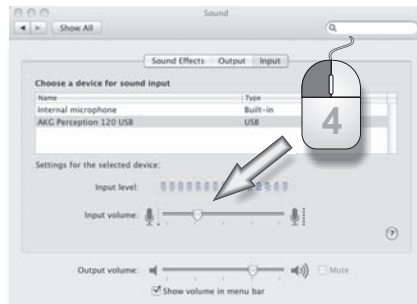 Sound
Show All
Sound Effects Output Input
Choose a device for sound input
Name Type
Internal microphone Built-in
AKG Perception 120 USB USB
4
Settings for the selected device:
Input level:
Input volume:
?
Output volume: Mute
Show volume in menu bar